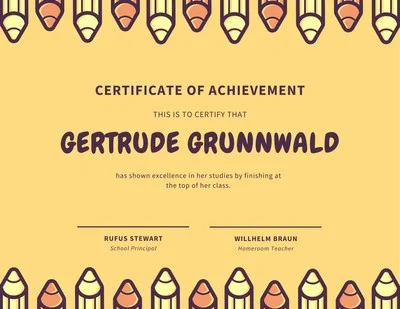 CERTIFICATE OF ACHIEVEMENT
THIS IS TO CERTIFY THAT
GERTRUDE GRUNNWALD
has shown excellence in her studies by finishing at
the top of her class.
RUFUS STEWART
School Principal
WILLHELM BRAUN
Homeroom Teacher